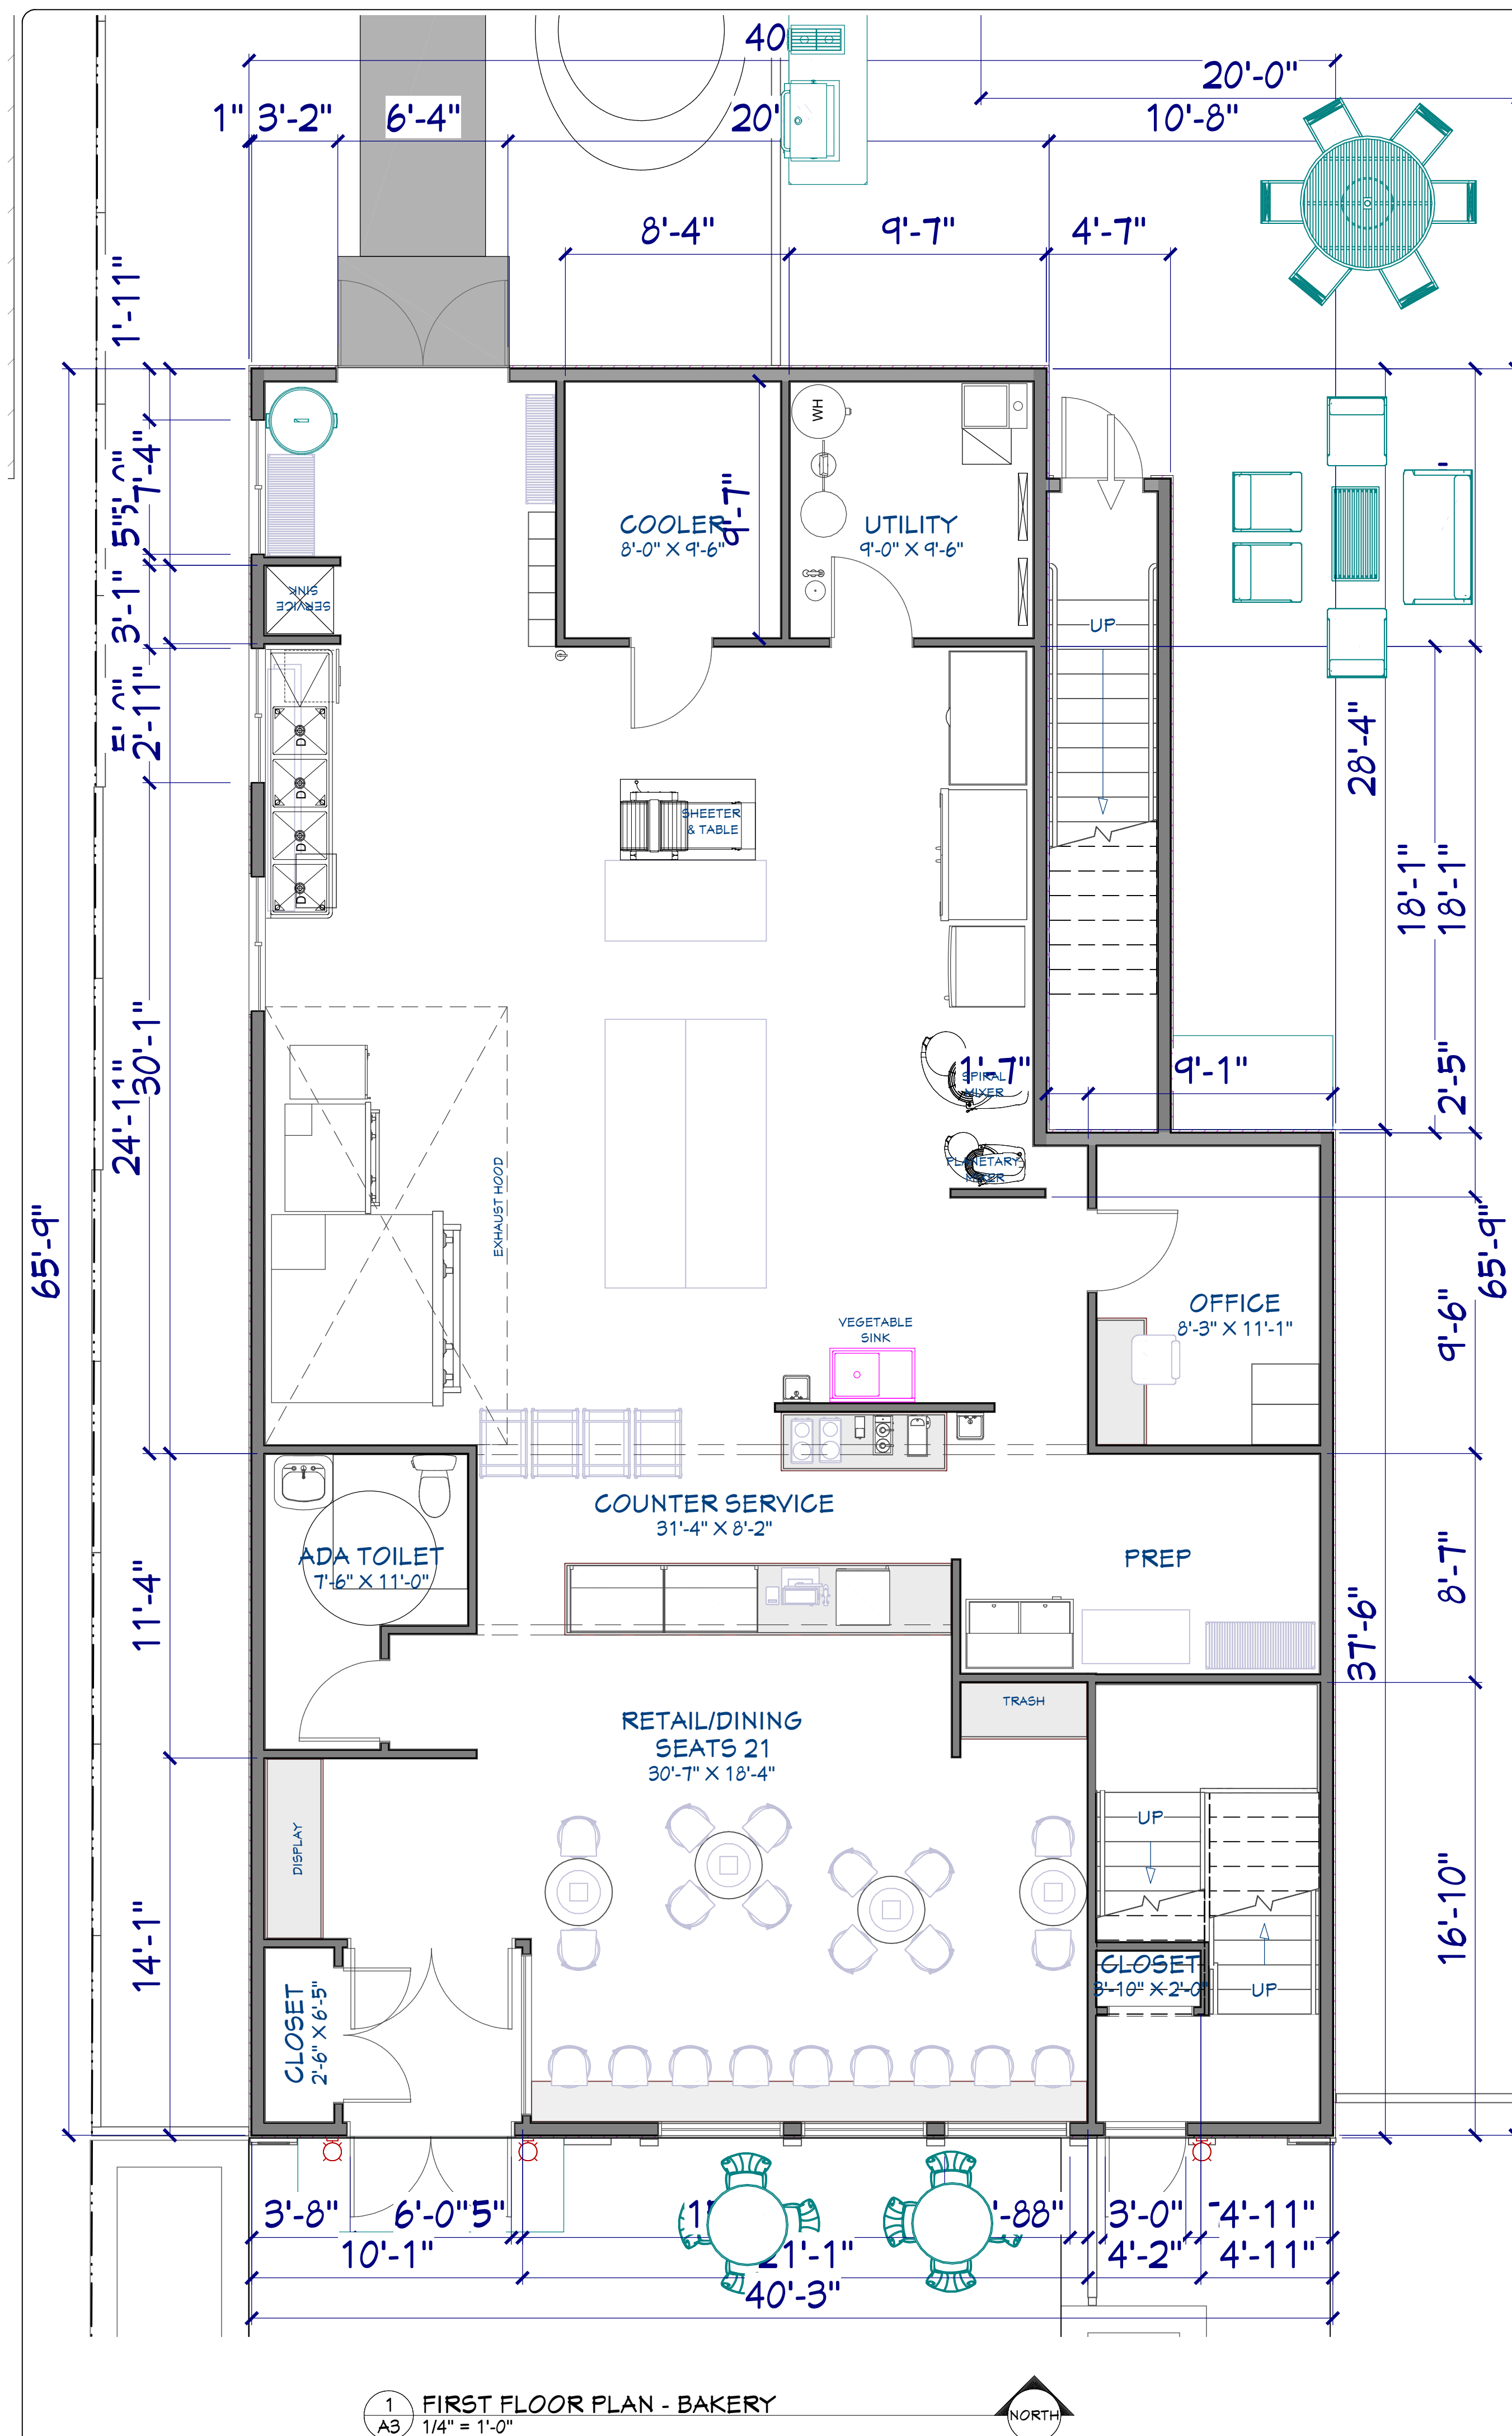 20'-0"
1"
3'-2"
6'-4"
10'-8"
8'-4"
9'-7"
4'-7"
1'-11"
7'-4"
3'-1"
2'-11"
WH
COOLER
8'-0" X 9'-6"
9'-7"
UTILITY
9'-0" X 9'-6"
SERVICE
SINK
UP
28'-4"
D
D
D
D
SHEETER
& TABLE
18'-1"
18'-1"
24'-11"
30'-1"
1'-7"
9'-1"
2'-5"
SPIRAL
MIXER
PLANETARY
MIXER
EXHAUST HOOD
65'-9"
65'-9"
OFFICE
8'-3" X 11'-1"
9'-6"
VEGETABLE
SINK
COUNTER SERVICE
31'-4" X 8'-2"
ADA TOILET
7'-6" X 11'-0"
PREP
8'-7"
11'-4"
37'-6"
TRASH
RETAIL/DINING
SEATS 21
30'-7" X 18'-4"
DISPLAY
UP
14'-1"
16'-10"
CLOSET
2'-6" X 6'-5"
CLOSET
3'-10" X 2'-0"
UP
3'-8"
6'-0"
5"
3'-0"
4'-11"
10'-1"
21'-1"
4'-2"
4'-11"
40'-3"
1
A3
FIRST FLOOR PLAN - BAKERY
1/4" = 1'-0"
NORTH